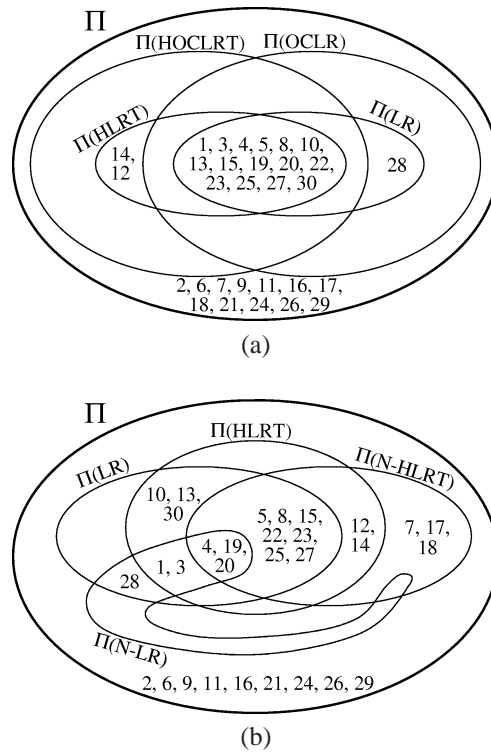 Π
Π(HOCLRT) Π(OCLR)
Π(HLRT) Π(LR)
14,
12
1, 3, 4, 5, 8, 10,
13, 15, 19, 20, 22,
23, 25, 27, 30
28
2, 6, 7, 9, 11, 16, 17,
18, 21, 24, 26, 29
(a)
Π
Π(HLRT)
Π(LR) Π(N-HLRT)
10, 13,
30
5, 8, 15,
22, 23,
25, 27
12,
14
7, 17,
18
4, 19,
20
1, 3
28
Π(N-LR)
2, 6, 9, 11, 16, 21, 24, 26, 29
(b)